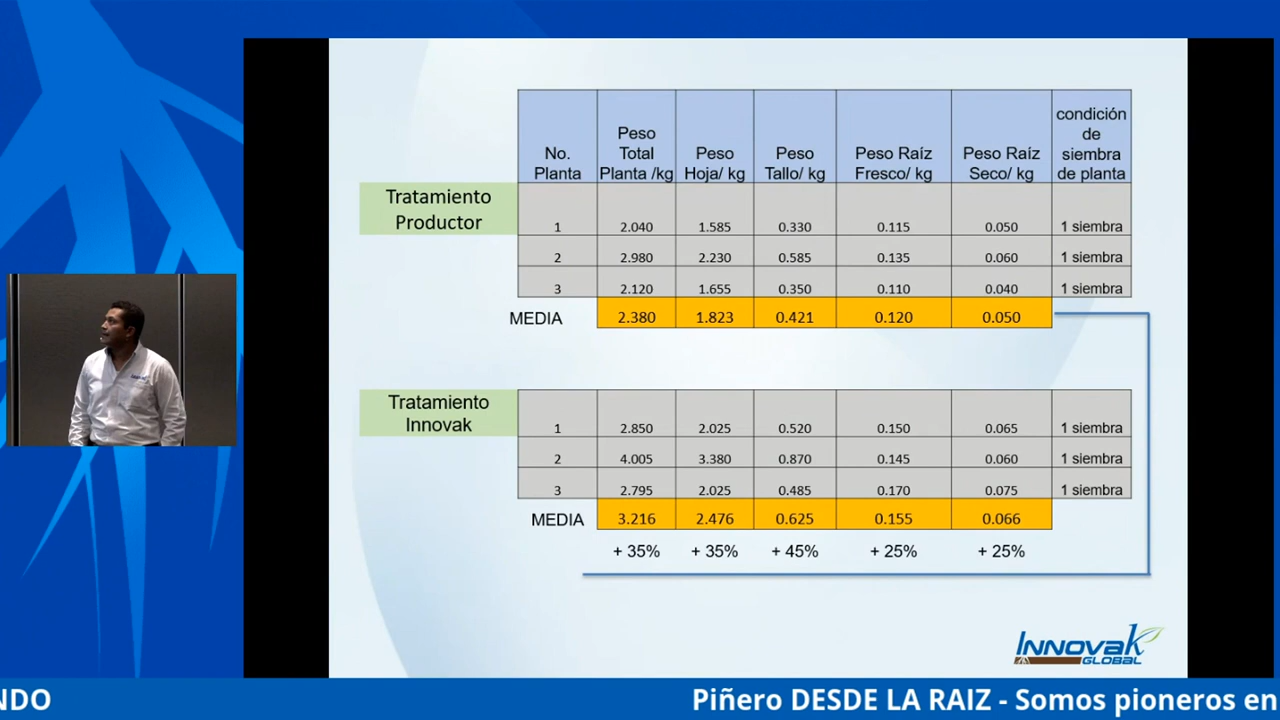 No. Planta
Peso Total Planta /kg
Peso Hoja/ kg
Peso Tallo/ kg
Peso Raíz Fresco/ kg
Peso Raíz Seco/ kg
condición de siembra de planta
Tratamiento Productor
1 2.040 1.585 0.330 0.115 0.050 1 siembra
2 2.980 2.230 0.585 0.135 0.060 1 siembra
3 2.120 1.655 0.350 0.110 0.040 1 siembra
MEDIA 2.380 1.823 0.421 0.120 0.050
Tratamiento Innovak
1 2.850 2.025 0.520 0.150 0.065 1 siembra
2 4.005 3.380 0.870 0.145 0.060 1 siembra
3 2.795 2.025 0.485 0.170 0.075 1 siembra
MEDIA 3.216 2.476 0.625 0.155 0.066
+ 35% + 35% + 45% + 25% + 25%
Innovak
GLOBAL
NDO Piñero DESDE LA RAIZ - Somos pioneros en